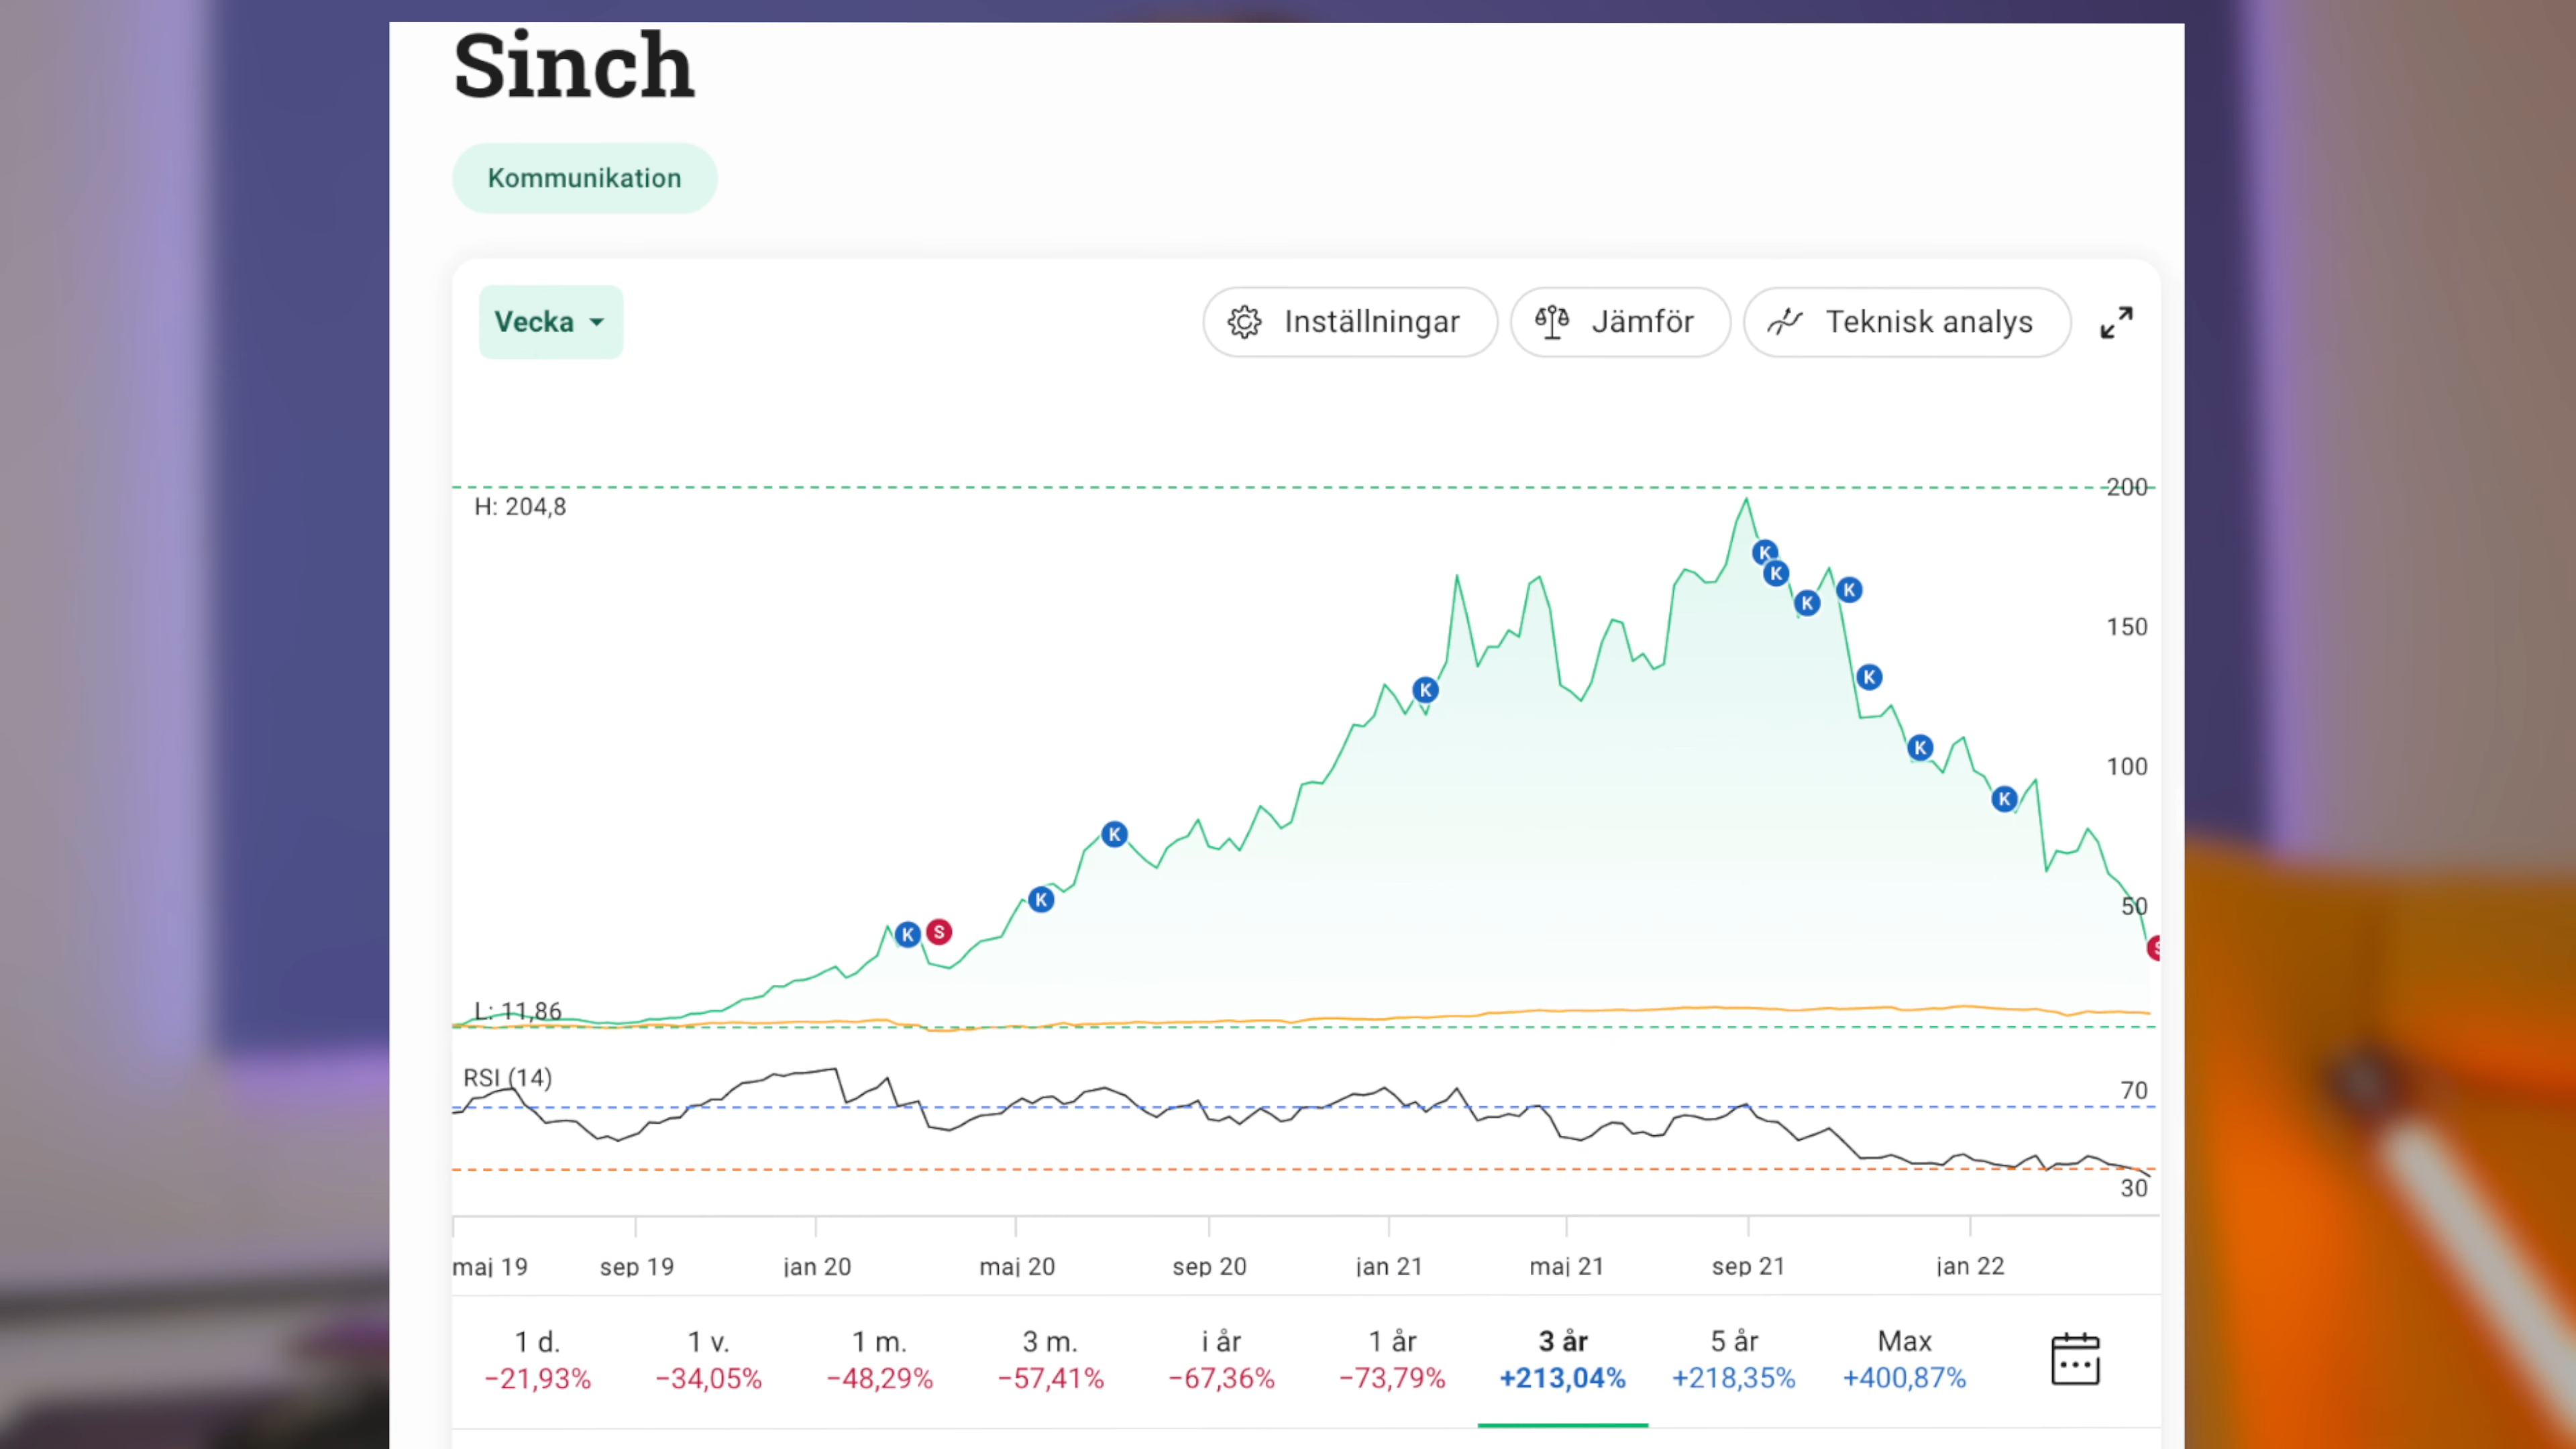 Sinch
Kommunikation
Vecka
Inställningar
Jämför
Teknisk analys
200
H: 204,8
K
K
K
K
150
K
K
K
100
K
K
K
50
K
S
S
L: 11,86
RSI (14)
70
30
maj 19 sep 19 jan 20 maj 20 sep 20 jan 21 maj 21 sep 21 jan 22
1 d. 1 v. 1 m. 3 m. i år 1 år 3 år 5 år Max
−21,93% −34,05% −48,29% −57,41% −67,36% −73,79% +213,04% +218,35% +400,87%